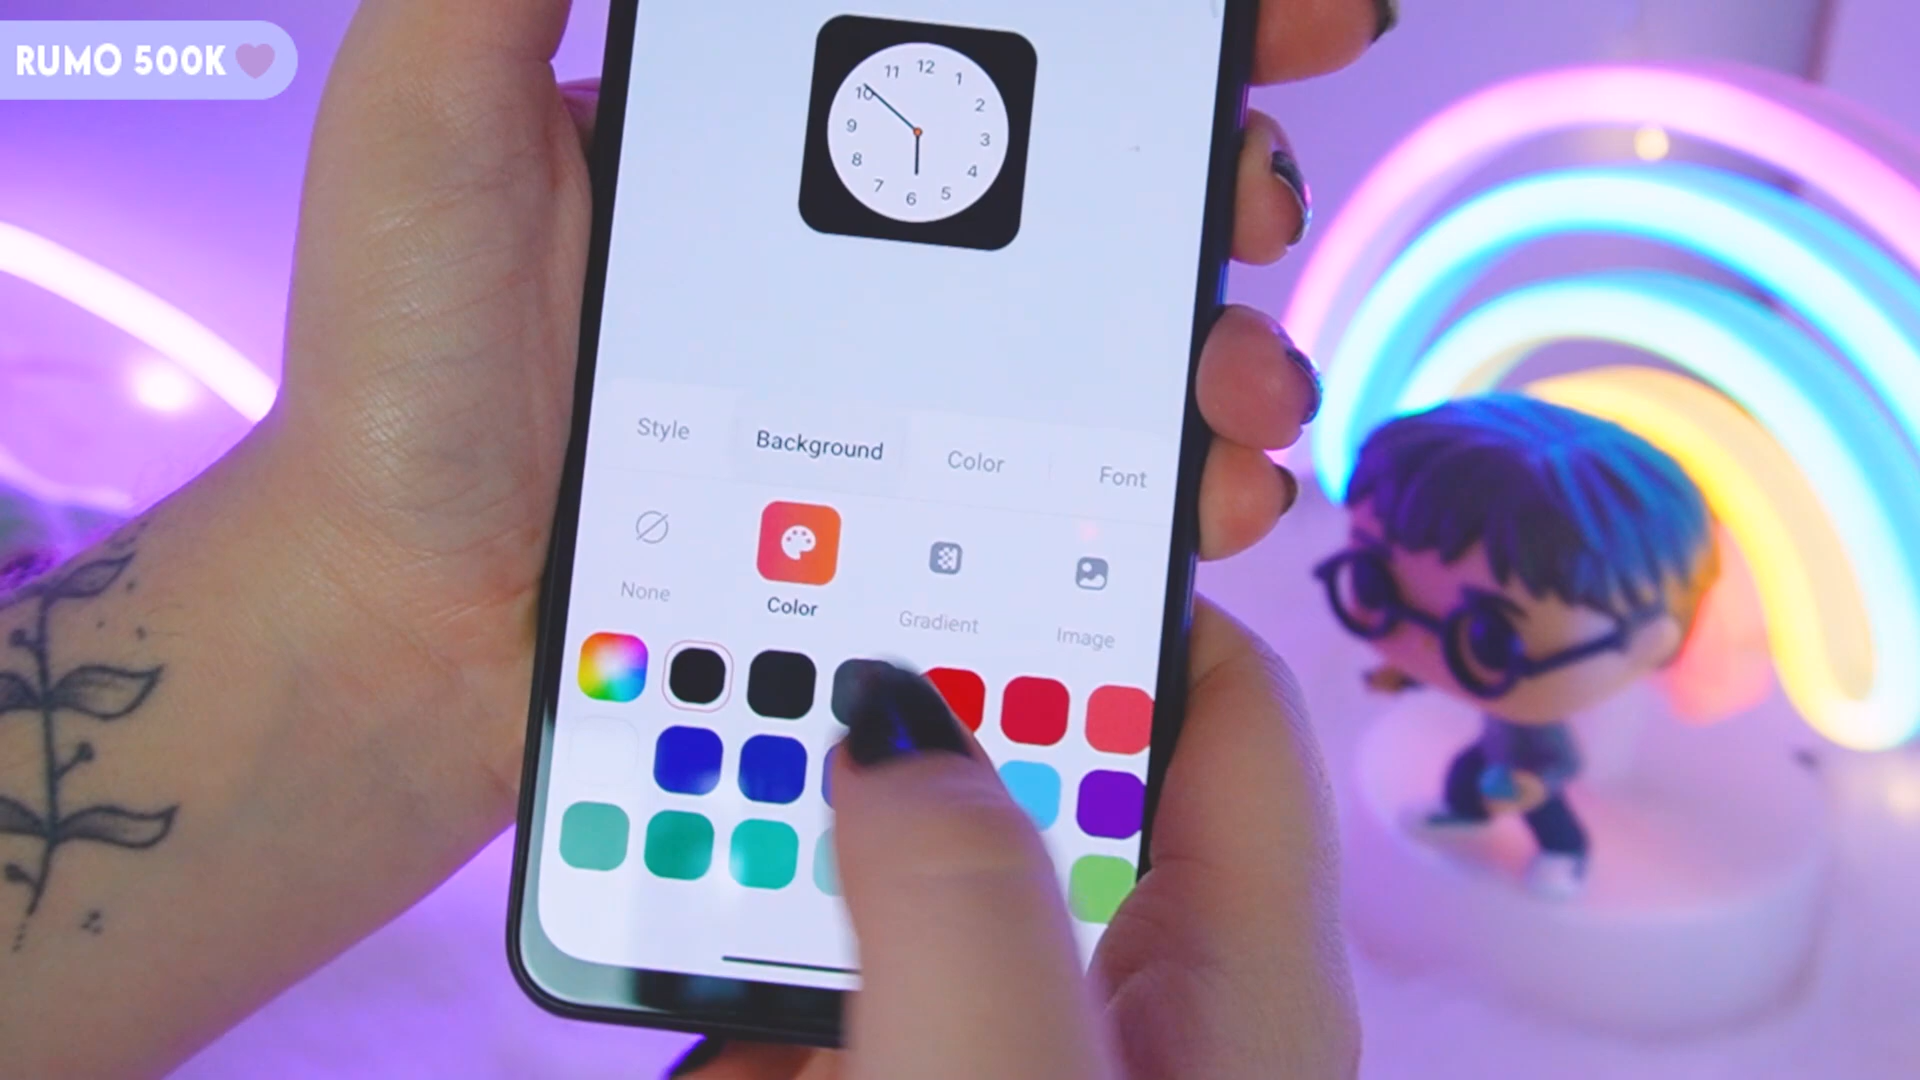 RUMO 500K
12
11
1
10
2
9
3
8
4
7
5
6
Style
Background
Color
Font
None
Color
Gradient
Image